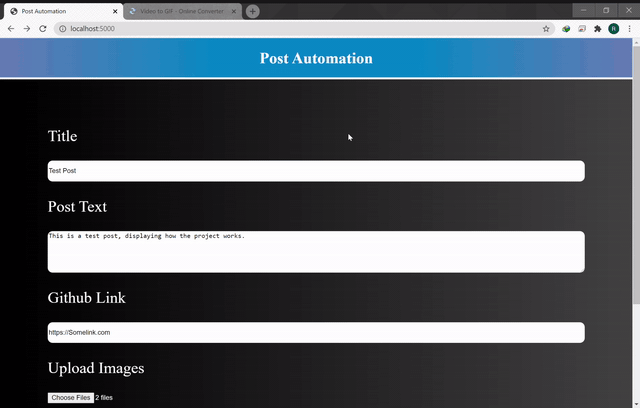 Post Automation
Video to GIF - Online Converter
localhost:5000
R
Post Automation
Title
Test Post
Post Text
This is a test post, displaying how the project works.
Github Link
https://Somelink.com
Upload Images
Choose Files 2 files